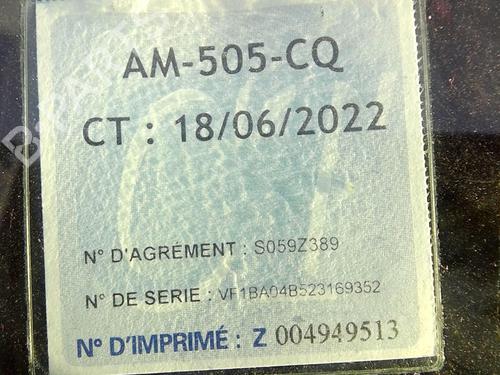 AM-505-CQ
CT : 18/06/2022
N° D'AGRÉMENT : S059Z389
N° DE SERIE : VF1BA04B523169352
N° D'IMPRIMÉ : Z 004949513